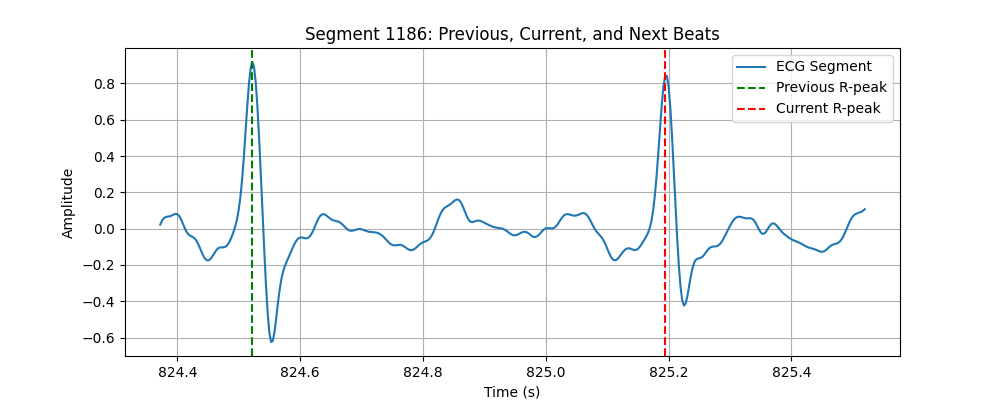 Segment 1186: Previous, Current, and Next Beats
ECG Segment
Previous R-peak
Current R-peak
0.8
0.6
0.4
0.2
0.0
−0.2
−0.4
−0.6
Amplitude
824.4 824.6 824.8 825.0 825.2 825.4
Time (s)